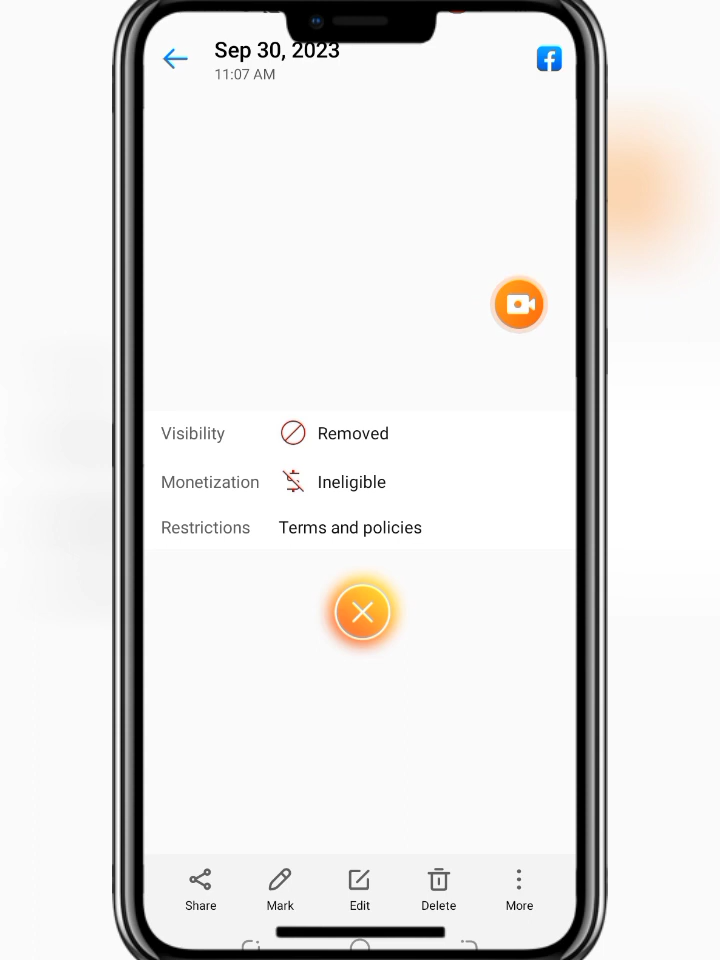 Sep 30, 2023
11:07 AM
Visibility Removed
Monetization Ineligible
Restrictions Terms and policies
Share Mark Edit Delete More